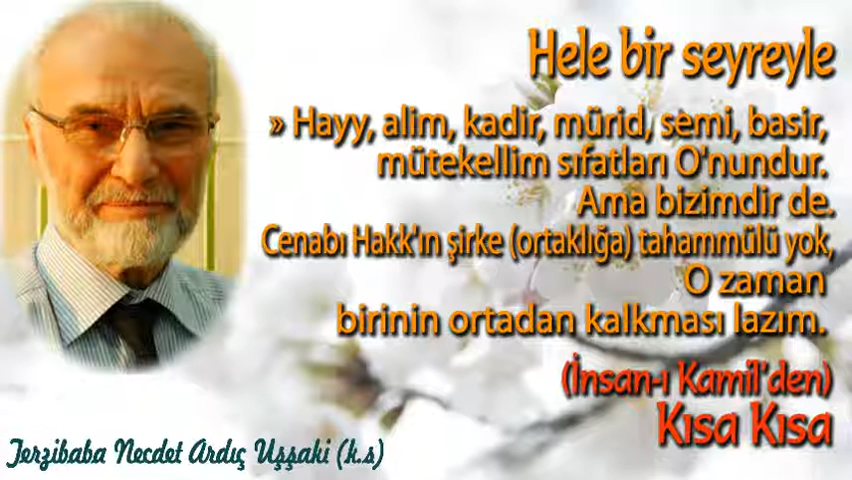 Hele bir seyreyle
» Hayy, alim, kadir, mürid, semi, basir,
mütekellim sıfatları O'nundur.
Ama bizimdir de.
Cenabı Hakk'ın şirke (ortaklığa) tahammülü yok,
O zaman
birinin ortadan kalkması lazım.
(İnsan-ı Kamil'den)
Kısa Kısa
Terzibaba Necdet Ardıç Uşşaki (k.s)